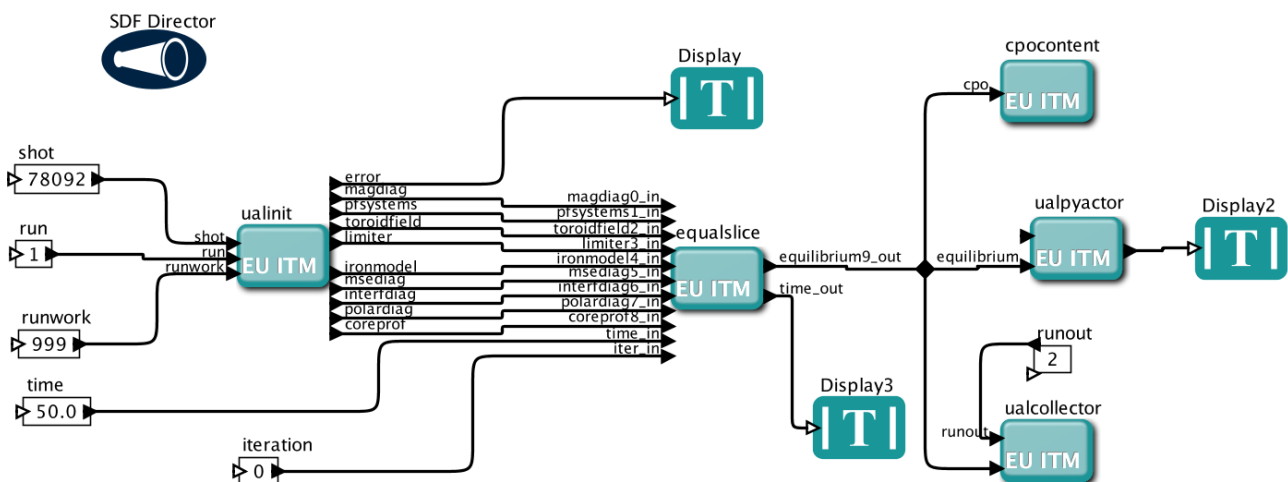 SDF Director
Display
T
cpocontent
cpo
EU ITM
shot
78092
run
1
runwork
999
time
50.0
iteration
0
ualinit
shot
run
runwork
EU ITM
error
magdiag
pfsystems
toroidfield
limiter
ironmodel
msediag
interfdiag
polardiag
coreprof
magdiag0_in
pfsystems1_in
toroidfield2_in
limiter3_in
ironmodel4_in
msediag5_in
interfdiag6_in
polardiag7_in
coreprof8_in
time_in
iter_in
equalslice
EU ITM
equilibrium9_out
time_out
Display3
T
ualpyactor
equilibrium
EU ITM
Display2
T
runout
2
ualcollector
runout
EU ITM